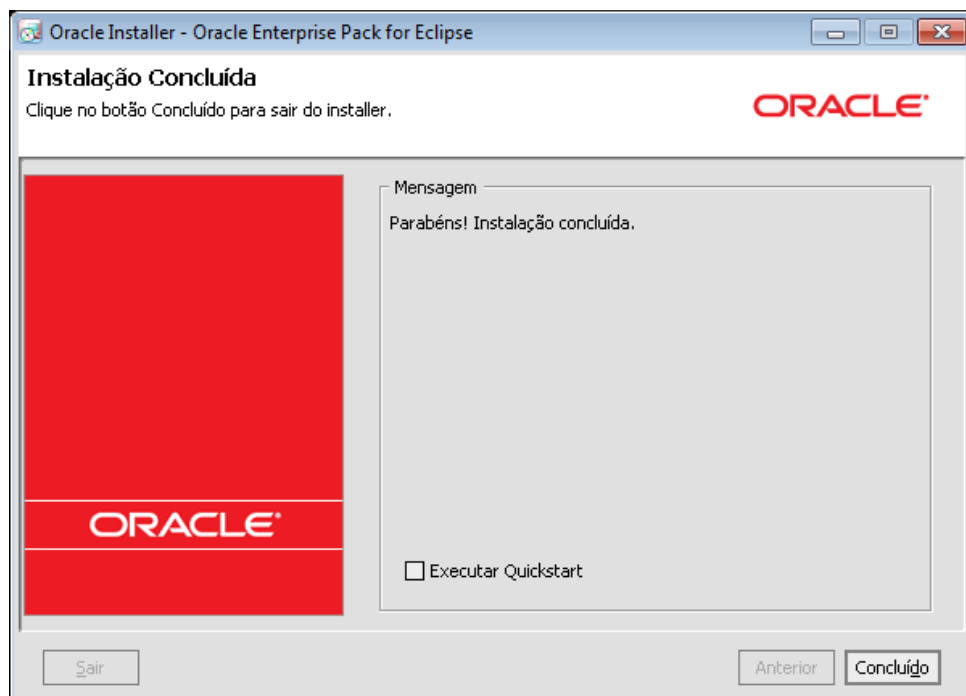 Oracle Installer - Oracle Enterprise Pack for Eclipse
Instalação Concluída
Clique no botão Concluído para sair do installer.
ORACLE
Mensagem
Parabéns! Instalação concluída.
ORACLE
Executar Quickstart
Sair
Anterior
Concluído